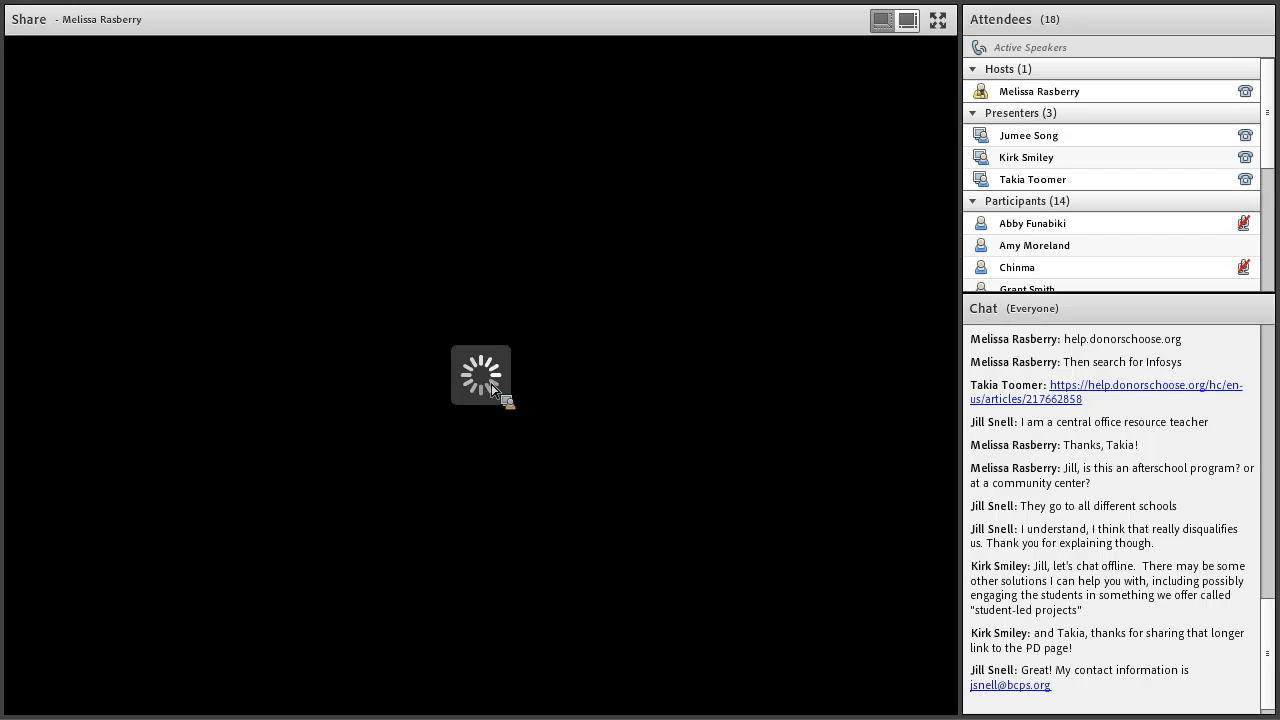 Share - Melissa Rasberry
Attendees (18)
Active Speakers
Hosts (1)
Melissa Rasberry
Presenters (3)
Jumee Song
Kirk Smiley
Takia Toomer
Participants (14)
Abby Funabiki
Amy Moreland
Chinma
Grant Smith
Chat (Everyone)
Melissa Rasberry: help.donorschoose.org
Melissa Rasberry: Then search for Infosys
Takia Toomer: https://help.donorschoose.org/hc/en-
us/articles/217662858
Jill Snell: I am a central office resource teacher
Melissa Rasberry: Thanks, Takia!
Melissa Rasberry: Jill, is this an afterschool program? or
at a community center?
Jill Snell: They go to all different schools
Jill Snell: I understand, I think that really disqualifies
us. Thank you for explaining though.
Kirk Smiley: Jill, let's chat offline.  There may be some
other solutions I can help you with, including possibly
engaging the students in something we offer called
"student-led projects"
Kirk Smiley: and Takia, thanks for sharing that longer
link to the PD page!
Jill Snell: Great! My contact information is
jsnell@bcps.org